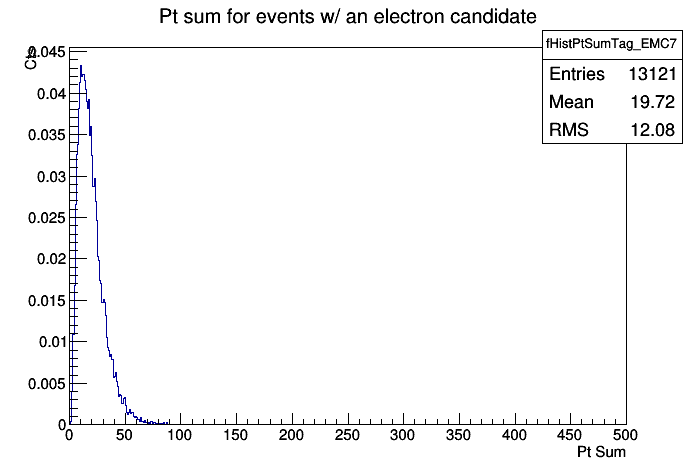 Pt sum for events w/ an electron candidate
fHistPtSumTag_EMC7
Entries 13121
Mean 19.72
RMS 12.08
Cts
0.045
0.04
0.035
0.03
0.025
0.02
0.015
0.01
0.005
0
0 50 100 150 200 250 300 350 400 450 500
Pt Sum